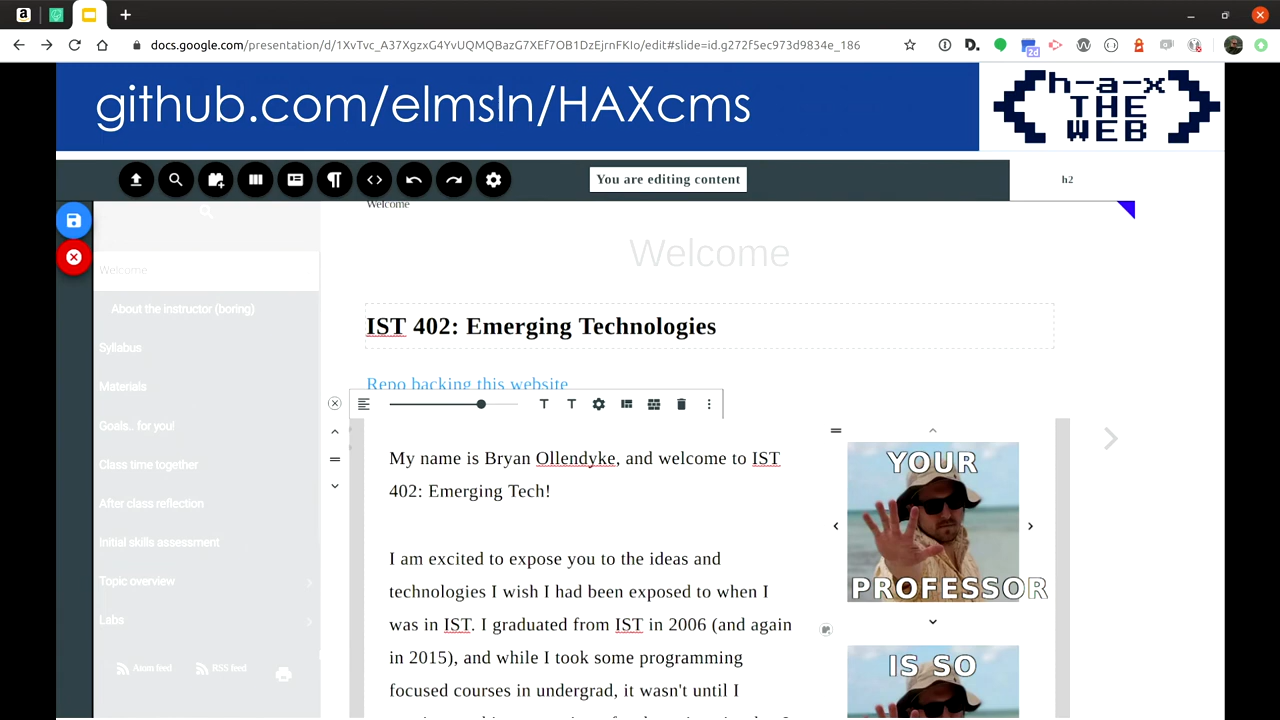 docs.google.com/presentation/d/1XvTvc_A37XgzxG4YvUQMQBazG7XEf7OB1DzEjrnFKIo/edit#slide=id.g272f5ec973d9834e_186
2d
github.com/elmsln/HAXcms
h-a-x
THE
WEB
You are editing content
h2
Welcome
Welcome
Welcome
About the instructor (boring)
Syllabus
Materials
Goals.. for you!
Class time together
After class reflection
Initial skills assessment
Topic overview
Labs
Atom feed
RSS feed
IST 402: Emerging Technologies
Repo backing this website
My name is Bryan Ollendyke, and welcome to IST
402: Emerging Tech!
I am excited to expose you to the ideas and
technologies I wish I had been exposed to when I
was in IST. I graduated from IST in 2006 (and again
in 2015), and while I took some programming
focused courses in undergrad, it wasn't until I
YOUR
PROFESSOR
IS SO